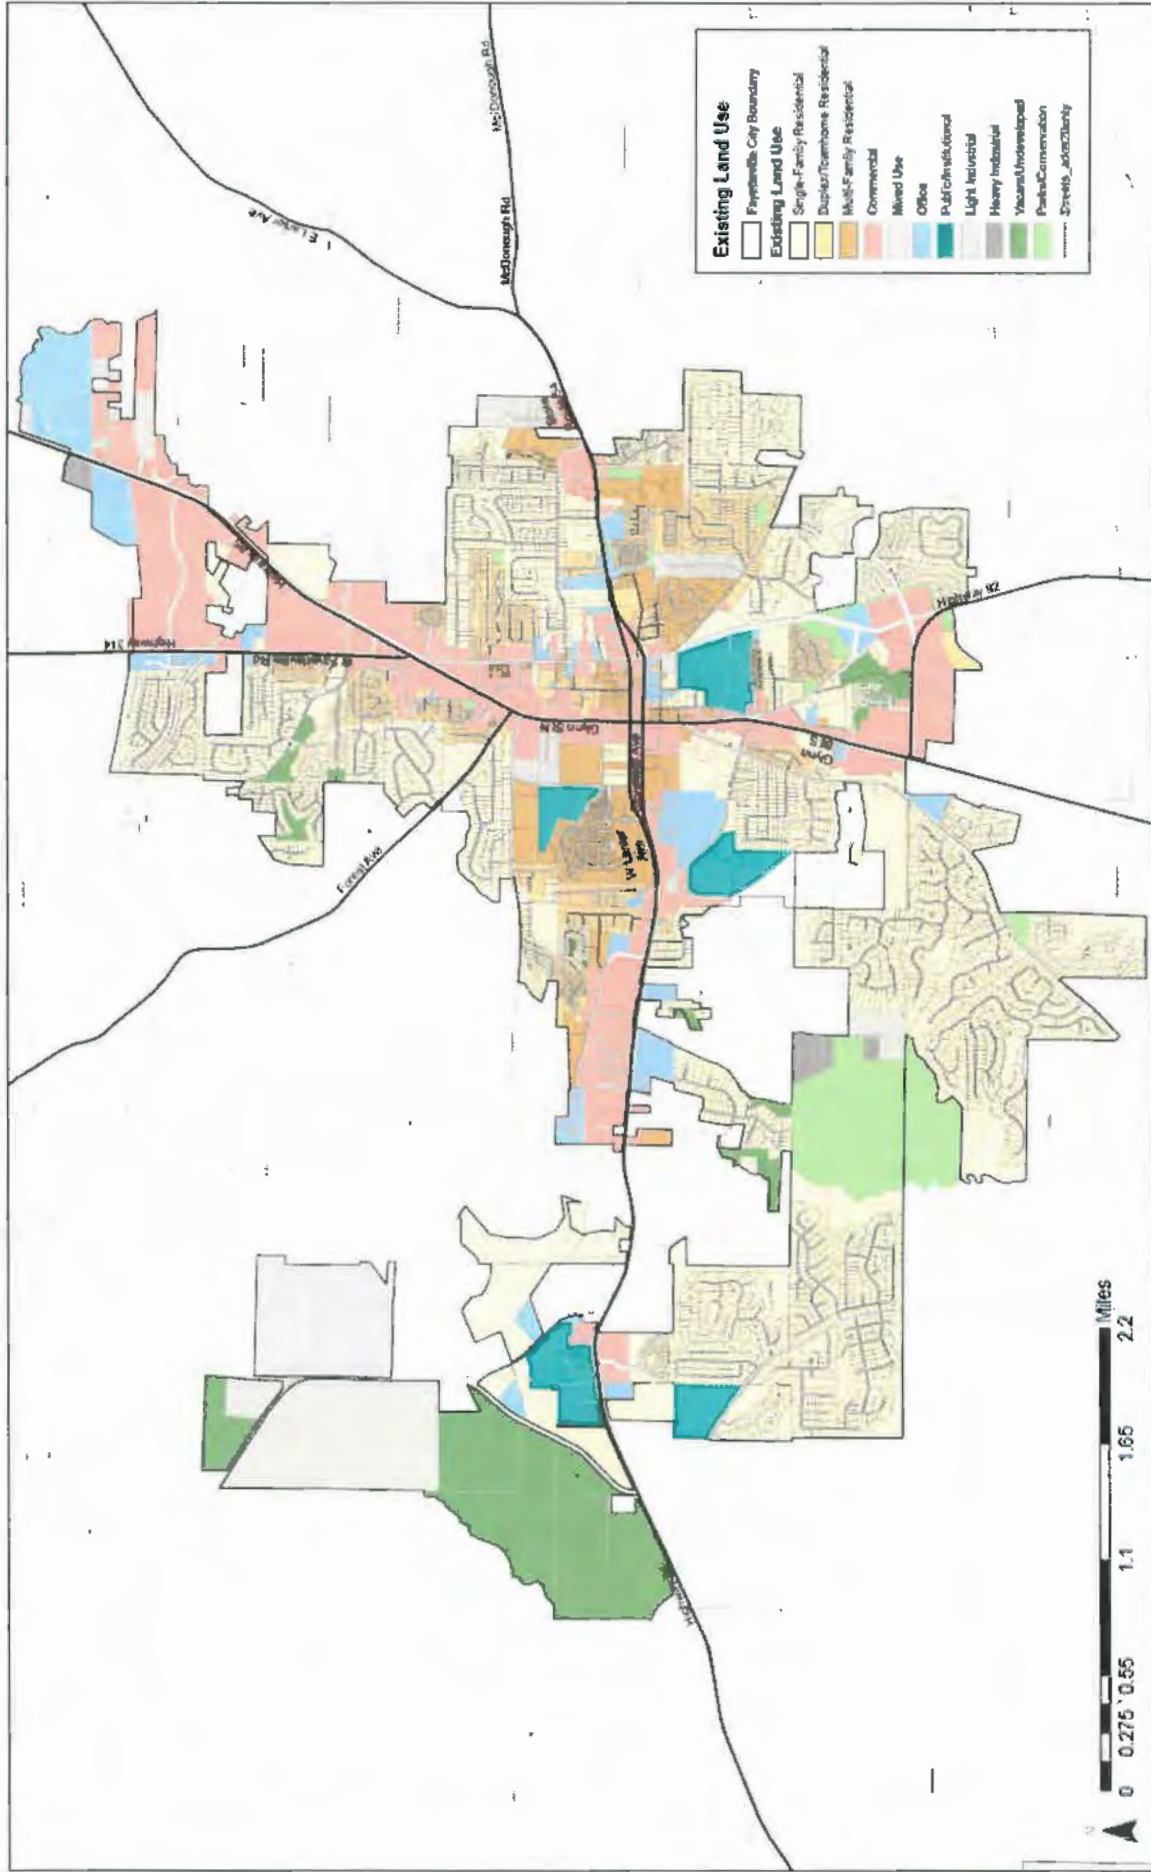 Existing Land Use
Fayetteville City Boundary
Existing Land Use
Single-Family Residential
Duplex/Townhome Residential
Multi-Family Residential
Commercial
Mixed Use
Office
Public/Institutional
Light Industrial
Heavy Industrial
Vacant/Undeveloped
Parks/Conservation
McDonough Rd
McDonough Rd
E Lanier Ave
Highway 314
Forest Ave
Glynn St N
W Lanier Ave
Glynn St S
Miles
0 0.275 0.55 1.1 1.65 2.2